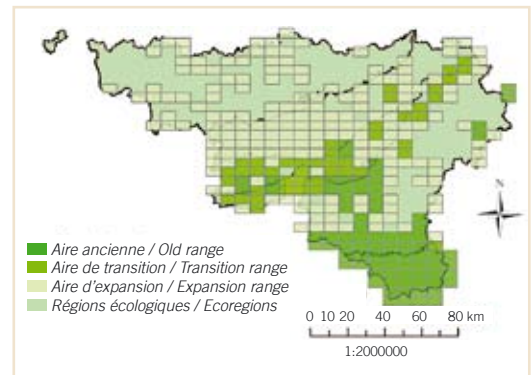 N
Aire ancienne / Old range
Aire de transition / Transition range
Aire d'expansion / Expansion range
Régions écologiques / Ecoregions
0 10 20 40 60 80 km
1:2000000